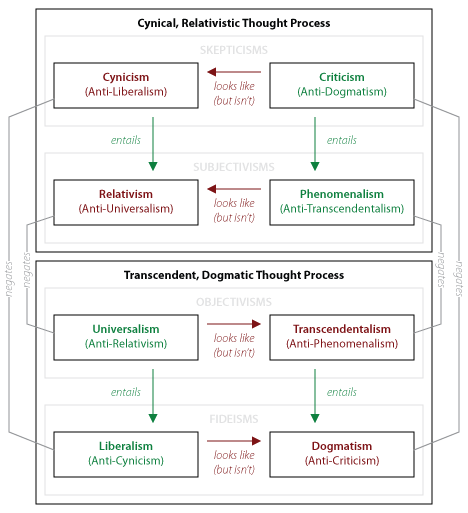 Cynical, Relativistic Thought Process
SKEPTICISMS
Cynicism
(Anti-Liberalism)
looks like
(but isn't)
Criticism
(Anti-Dogmatism)
entails
entails
SUBJECTIVISMS
Relativism
(Anti-Universalism)
looks like
(but isn't)
Phenomenalism
(Anti-Transcendentalism)
negates
negates
negates
negates
Transcendent, Dogmatic Thought Process
OBJECTIVISMS
Universalism
(Anti-Relativism)
looks like
(but isn't)
Transcendentalism
(Anti-Phenomenalism)
entails
entails
FIDEISMS
Liberalism
(Anti-Cynicism)
looks like
(but isn't)
Dogmatism
(Anti-Criticism)